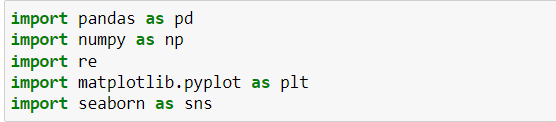 import pandas as pd
import numpy as np
import re
import matplotlib.pyplot as plt
import seaborn as sns